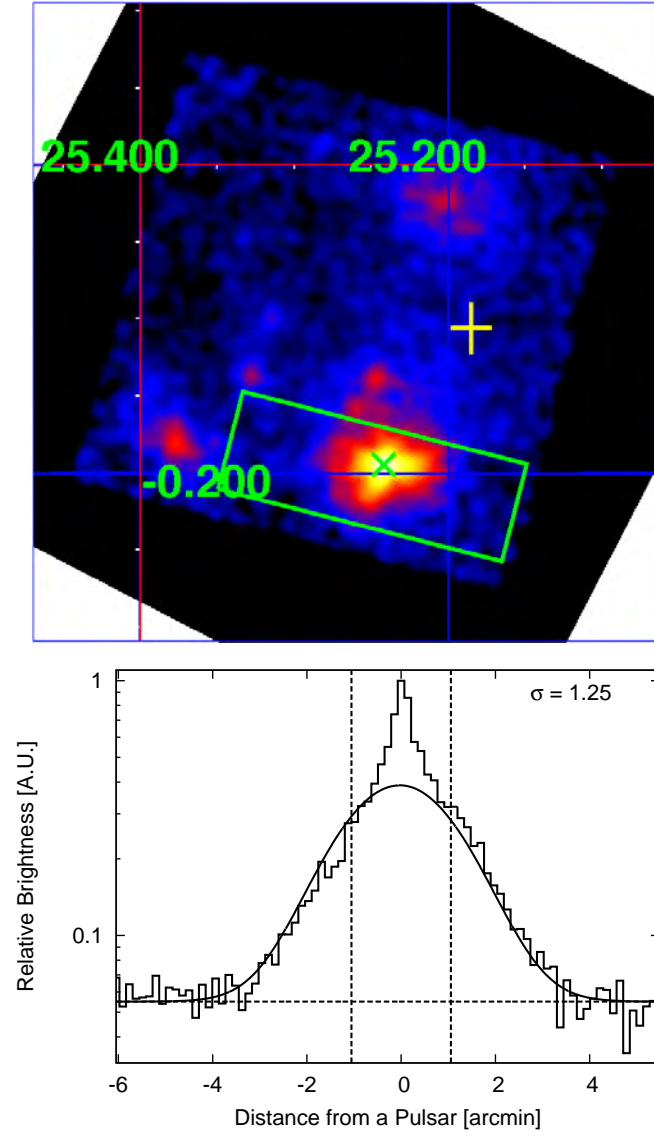 25.400 25.200
-0.200
1
σ = 1.25
0.1
-6 -4 -2 0 2 4
Relative Brightness [A.U.]
Distance from a Pulsar [arcmin]